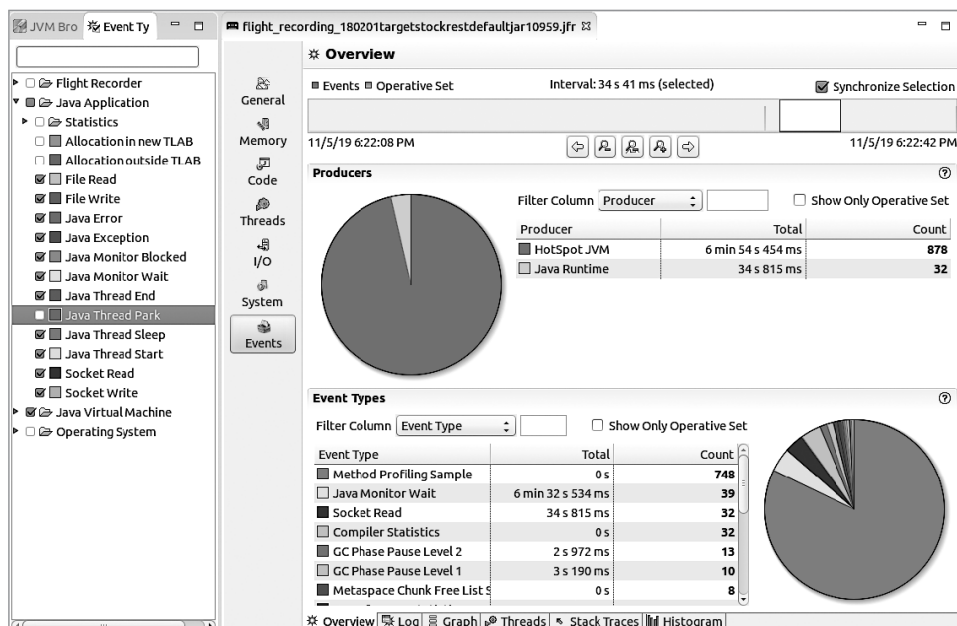 JVM Bro
Event Ty
flight_recording_180201targetstockrestdefaultjar10959.jfr
Flight Recorder
Java Application
Statistics
Allocation in new TLAB
Allocation outside TLAB
File Read
File Write
Java Error
Java Exception
Java Monitor Blocked
Java Monitor Wait
Java Thread End
Java Thread Park
Java Thread Sleep
Java Thread Start
Socket Read
Socket Write
Java Virtual Machine
Operating System
General
Memory
Code
Threads
I/O
System
Events
Overview
Events Operative Set Interval: 34 s 41 ms (selected) Synchronize Selection
11/5/19 6:22:08 PM 11/5/19 6:22:42 PM
Producers
Filter Column Producer Show Only Operative Set
Producer Total Count
HotSpot JVM 6 min 54 s 454 ms 878
Java Runtime 34 s 815 ms 32
Event Types
Filter Column Event Type Show Only Operative Set
Event Type Total Count
Method Profiling Sample 0 s 748
Java Monitor Wait 6 min 32 s 534 ms 39
Socket Read 34 s 815 ms 32
Compiler Statistics 0 s 32
GC Phase Pause Level 2 2 s 972 ms 13
GC Phase Pause Level 1 3 s 190 ms 10
Metaspace Chunk Free List S 0 s 8
Overview Log Graph Threads Stack Traces Histogram